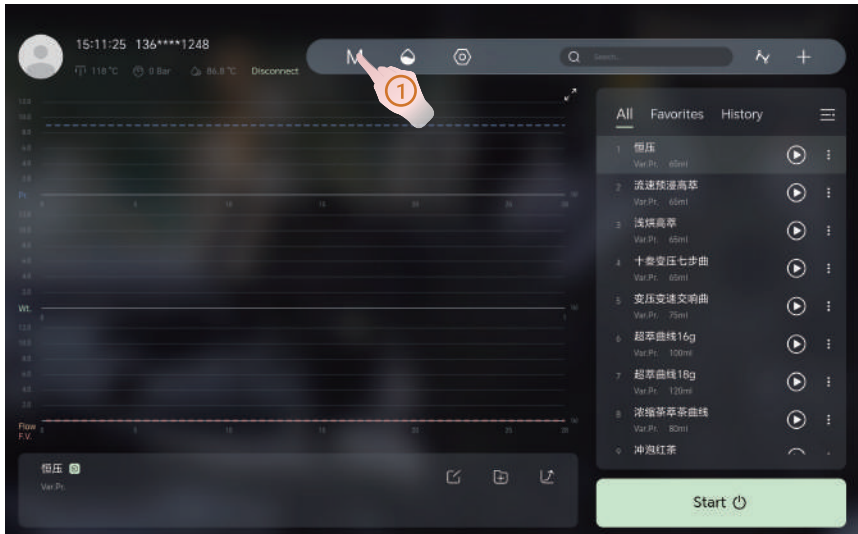 15:11:25 136****1248
118℃ 0 Bar 86.8℃ Disconnect
M
Search...
1
All Favorites History
1 恒压
Var.Pr. 65ml
2 流速预浸高萃
Var.Pr. 65ml
3 浅烘高萃
Var.Pr. 65ml
4 十叁变压七步曲
Var.Pr. 65ml
5 变压变速交响曲
Var.Pr. 75ml
6 超萃曲线16g
Var.Pr. 100ml
7 超萃曲线18g
Var.Pr. 120ml
8 浓缩茶萃茶曲线
Var.Pr. 80ml
9 冲泡红茶
Pr.
Wt.
Flow
F.V.
恒压
Var.Pr.
Start